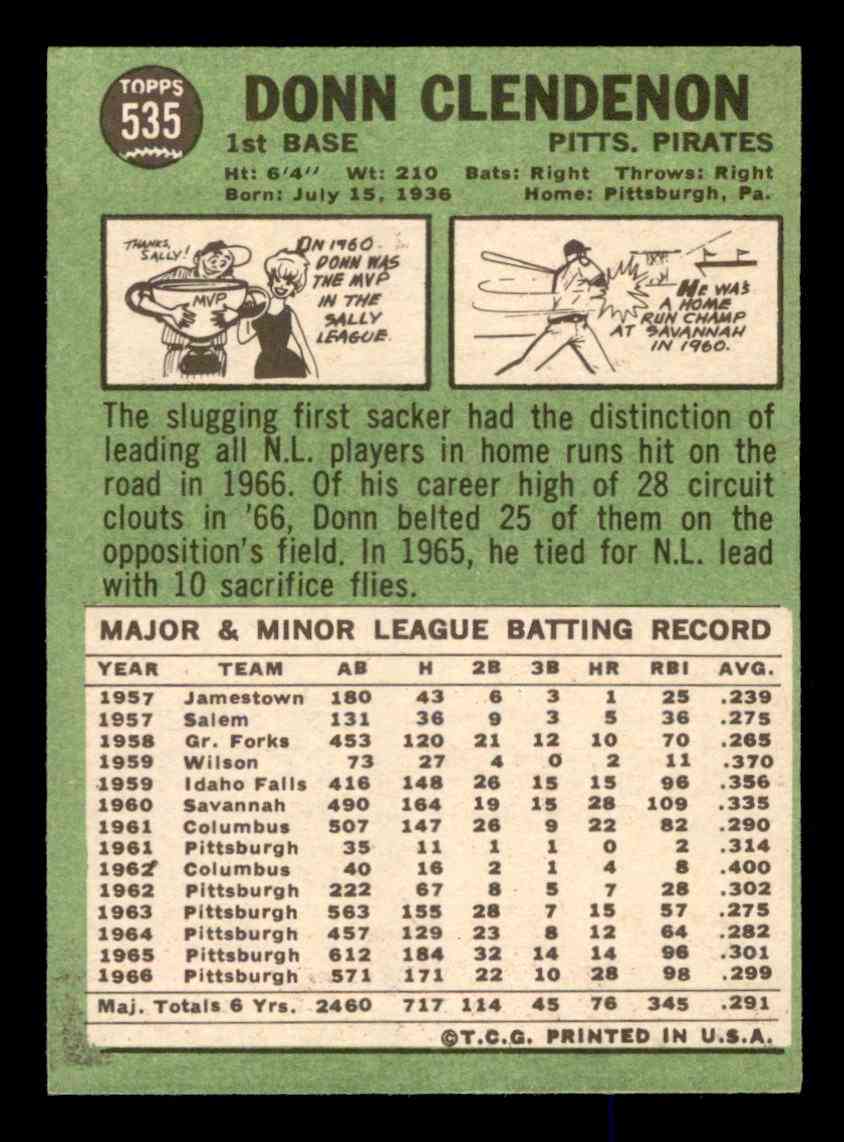 TOPPS
535
DONN CLENDENON
1st BASE PITTS. PIRATES
Ht: 6'4" Wt: 210 Bats: Right Throws: Right
Born: July 15, 1936 Home: Pittsburgh, Pa.
THANKS, SALLY!
MVP
ON 1960
DONN WAS
THE MVP
IN THE
SALLY
LEAGUE.
HE WAS
A HOME
RUN CHAMP
AT SAVANNAH
IN 1960.
The slugging first sacker had the distinction of
leading all N.L. players in home runs hit on the
road in 1966. Of his career high of 28 circuit
clouts in '66, Donn belted 25 of them on the
opposition's field. In 1965, he tied for N.L. lead
with 10 sacrifice flies.
MAJOR & MINOR LEAGUE BATTING RECORD
YEAR TEAM AB H 2B 3B HR RBI AVG.
1957 Jamestown 180 43 6 3 1 25 .239
1957 Salem 131 36 9 3 5 36 .275
1958 Gr. Forks 453 120 21 12 10 70 .265
1959 Wilson 73 27 4 0 2 11 .370
1959 Idaho Falls 416 148 26 15 15 96 .356
1960 Savannah 490 164 19 15 28 109 .335
1961 Columbus 507 147 26 9 22 82 .290
1961 Pittsburgh 35 11 1 1 0 2 .314
1962 Columbus 40 16 2 1 4 8 .400
1962 Pittsburgh 222 67 8 5 7 28 .302
1963 Pittsburgh 563 155 28 7 15 57 .275
1964 Pittsburgh 457 129 23 8 12 64 .282
1965 Pittsburgh 612 184 32 14 14 96 .301
1966 Pittsburgh 571 171 22 10 28 98 .299
Maj. Totals 6 Yrs. 2460 717 114 45 76 345 .291
©T.C.G. PRINTED IN U.S.A.